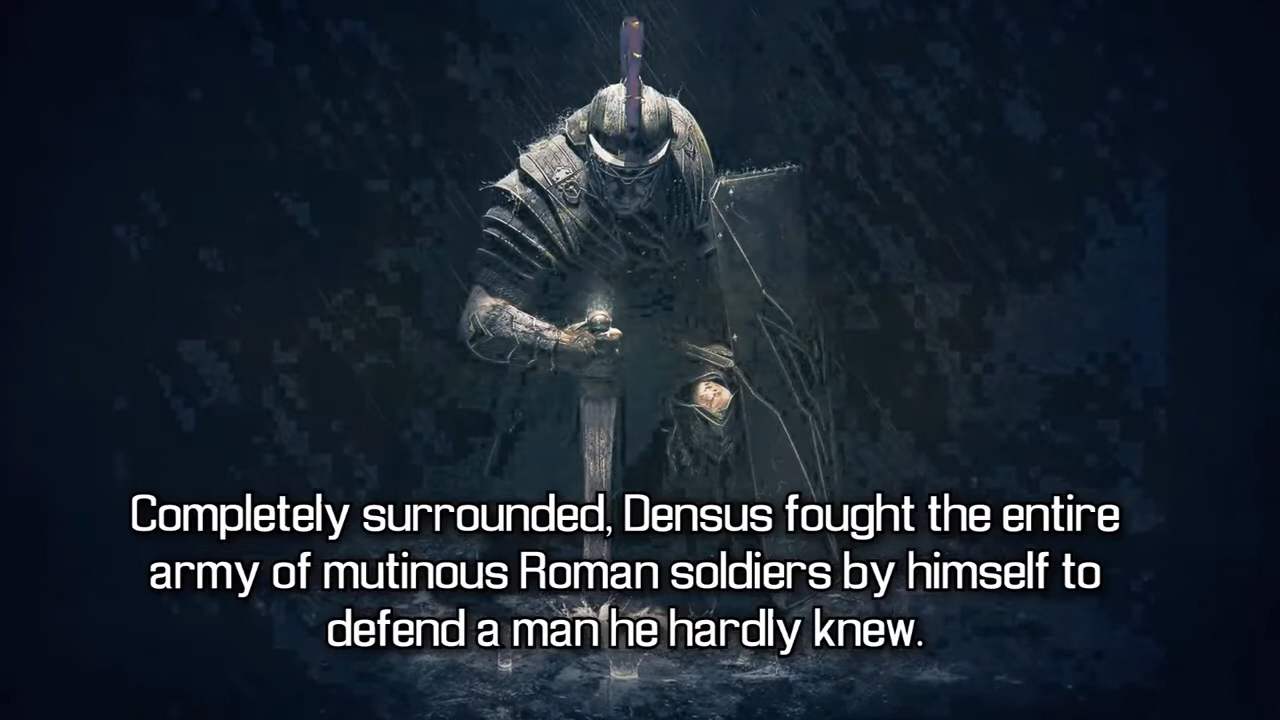 Completely surrounded, Densus fought the entire
army of mutinous Roman soldiers by himself to
defend a man he hardly knew.